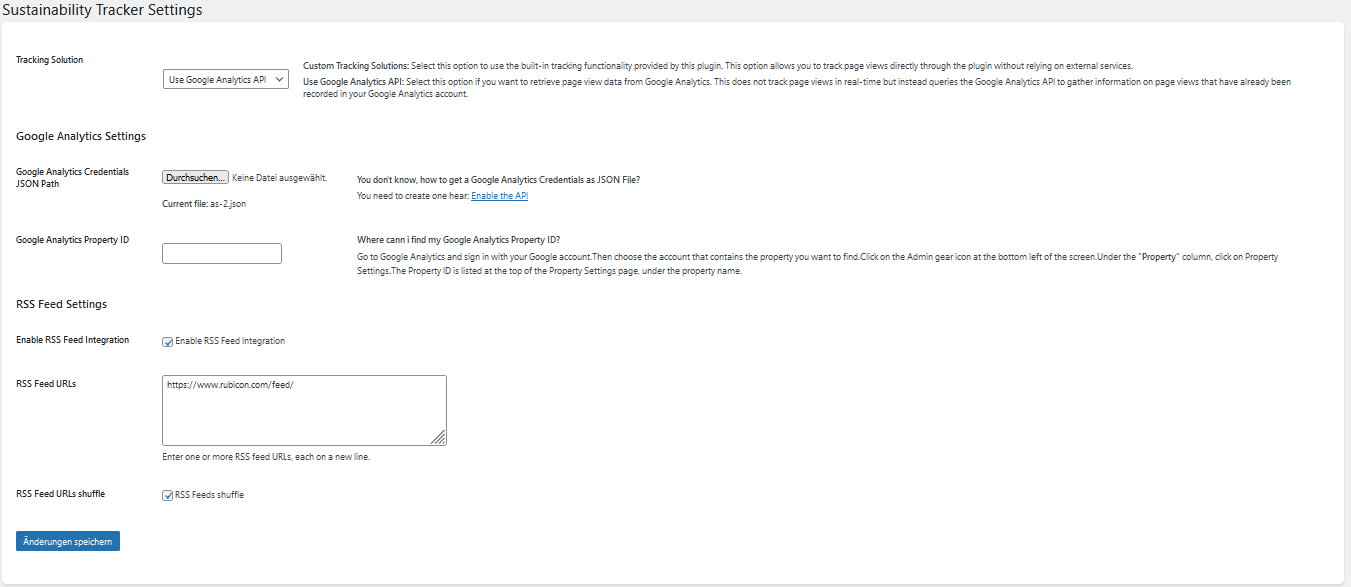 Sustainability Tracker Settings
Tracking Solution
Use Google Analytics API
Custom Tracking Solutions: Select this option to use the built-in tracking functionality provided by this plugin. This option allows you to track page views directly through the plugin without relying on external services.
Use Google Analytics API: Select this option if you want to retrieve page view data from Google Analytics. This does not track page views in real-time but instead queries the Google Analytics API to gather information on page views that have already been
recorded in your Google Analytics account.
Google Analytics Settings
Google Analytics Credentials
JSON Path
Durchsuchen... Keine Datei ausgewählt.
Current file: as-2.json
You don't know, how to get a Google Analytics Credentials as JSON File?
You need to create one hear: Enable the API
Google Analytics Property ID
Where cann i find my Google Analytics Property ID?
Go to Google Analytics and sign in with your Google account.Then choose the account that contains the property you want to find.Click on the Admin gear icon at the bottom left of the screen.Under the "Property" column, click on Property
Settings.The Property ID is listed at the top of the Property Settings page, under the property name.
RSS Feed Settings
Enable RSS Feed Integration
Enable RSS Feed Integration
RSS Feed URLs
https://www.rubicon.com/feed/
Enter one or more RSS feed URLs, each on a new line.
RSS Feed URLs shuffle
RSS Feeds shuffle
Änderungen speichern